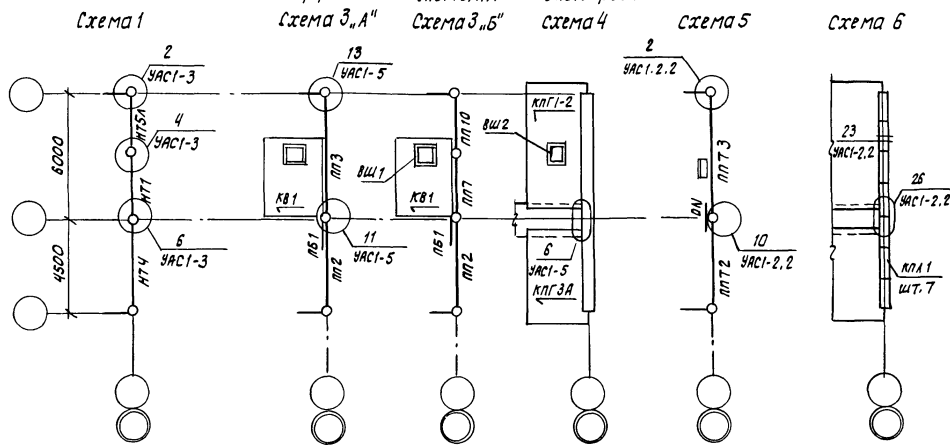 Схема 1
Схема 3 „А"
Схема 3 „Б"
Схема 4
Схема 5
Схема 6
2
УАС1-3
4
УАС1-3
6
УАС1-3
6000
4500
НТ5Л
НТ1
НТ4
13
УАС1-5
ПП3
КВ1
ПБ1
ПП2
11
УАС1-5
ПП10
ВШ1
ПП7
КВ1
ПБ1
ПП2
КПГ1-2
ВШ2
6
УАС1-5
КПГ3А
2
УАС1.2.2
ППТ3
ПО
10
УАС1-2.2
ППТ2
23
УАС1-2.2
26
УАС1-2.2
КПЛ1
ШТ. 7